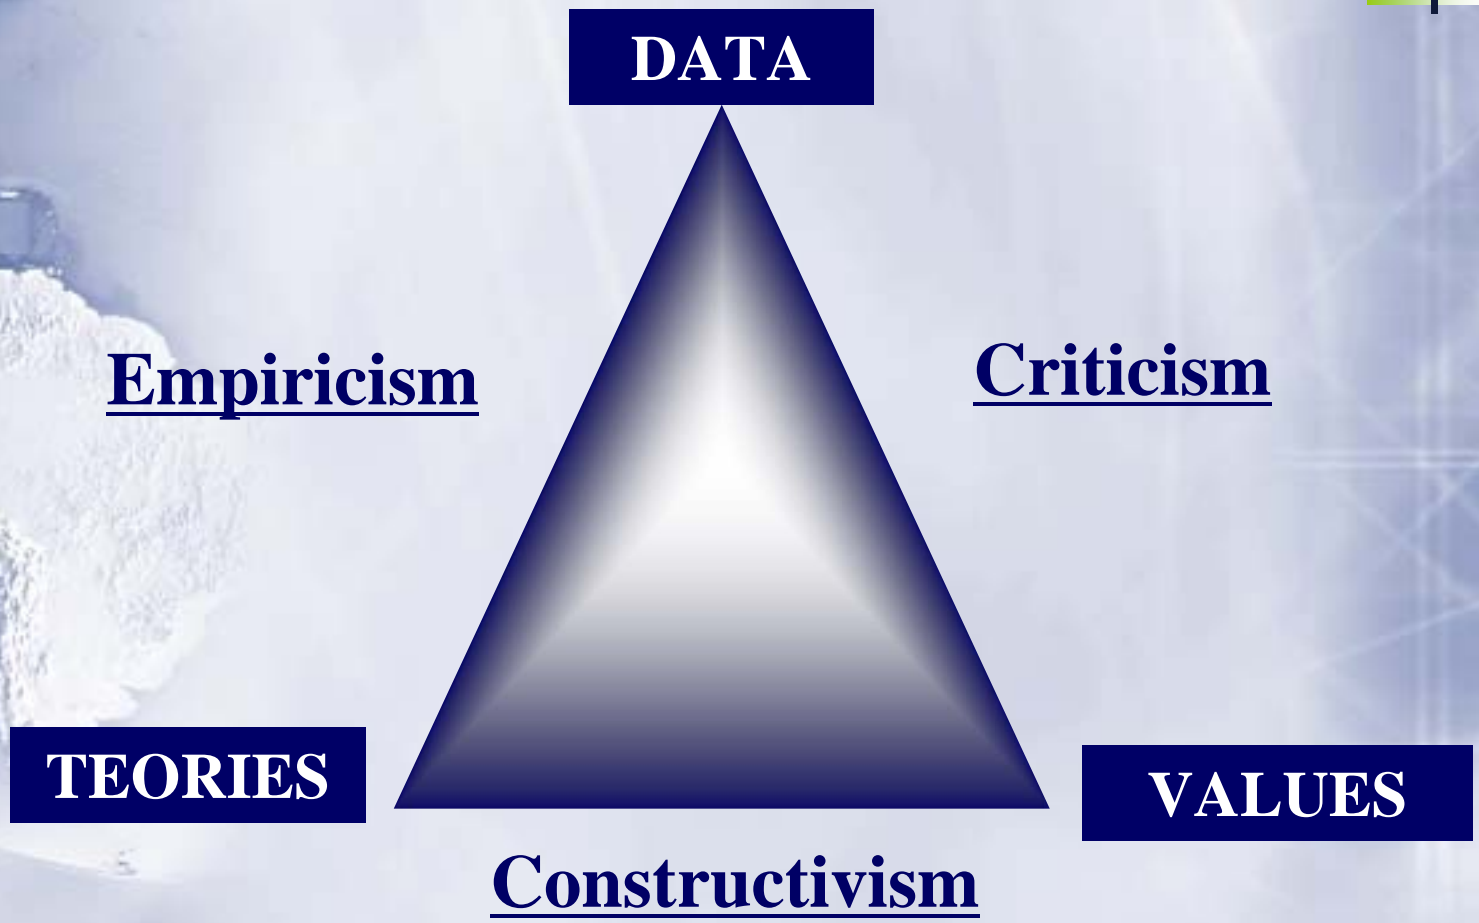 DATA
Empiricism
Criticism
TEORIES
VALUES
Constructivism